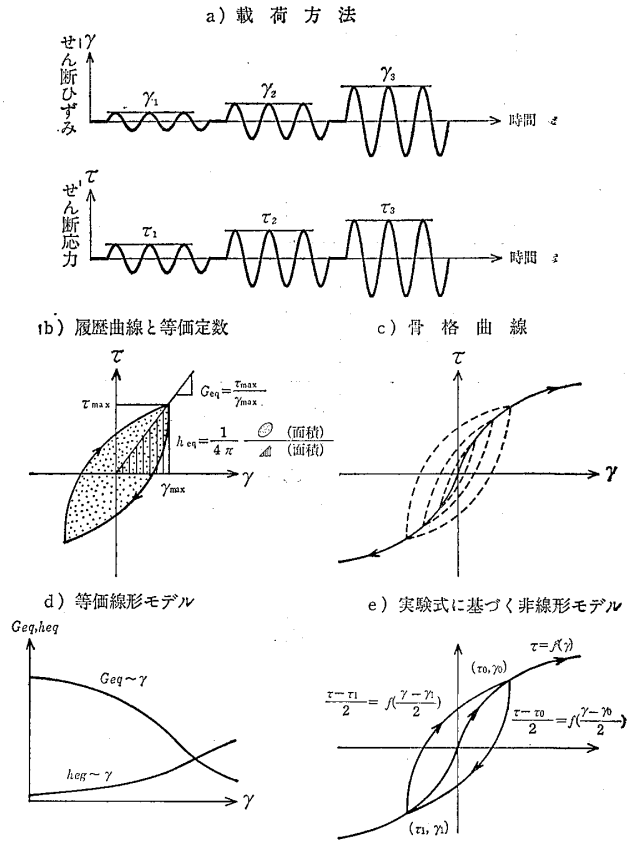 a) 載荷方法
せん断ひずみ γ
γ1
γ2
γ3
時間 t
せん断応力 τ
τ1
τ2
τ3
時間 t
b) 履歴曲線と等価定数
τ
τmax
Geq=τmax/γmax
heq=1/4π (面積)/(面積)
γmax
γ
c) 骨格曲線
τ
γ
d) 等価線形モデル
Geq,heq
Geq~γ
heg~γ
γ
e) 実験式に基づく非線形モデル
τ=f(γ)
(τ0,γ0)
τ-τ1/2=f(γ-γ1/2)
τ-τ0/2=f(γ-γ0/2)
(τ1,γ1)